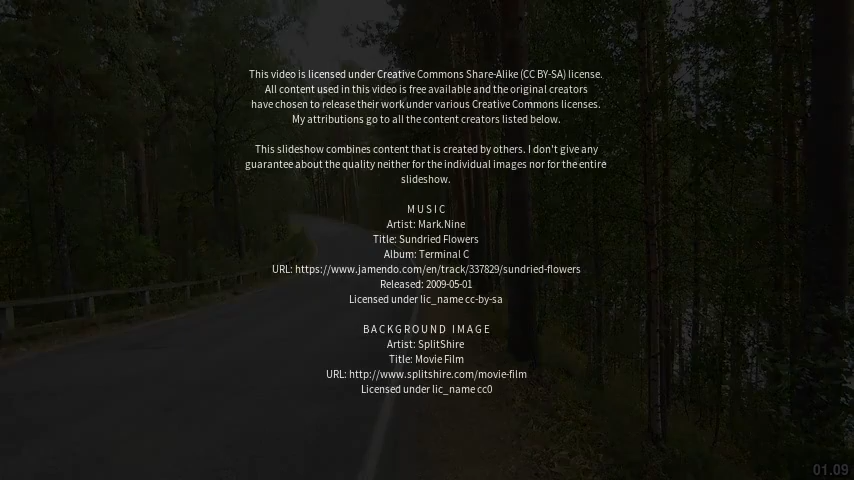 This video is licensed under Creative Commons Share-Alike (CC BY-SA) license.
All content used in this video is free available and the original creators
have chosen to release their work under various Creative Commons licenses.
My attributions go to all the content creators listed below.
This slideshow combines content that is created by others. I don't give any
guarantee about the quality neither for the individual images nor for the entire
slideshow.
MUSIC
Artist: Mark.Nine
Title: Sundried Flowers
Album: Terminal C
URL: https://www.jamendo.com/en/track/337829/sundried-flowers
Released: 2009-05-01
Licensed under lic_name cc-by-sa
BACKGROUND IMAGE
Artist: SplitShire
Title: Movie Film
URL: http://www.splitshire.com/movie-film
Licensed under lic_name cc0
01.09